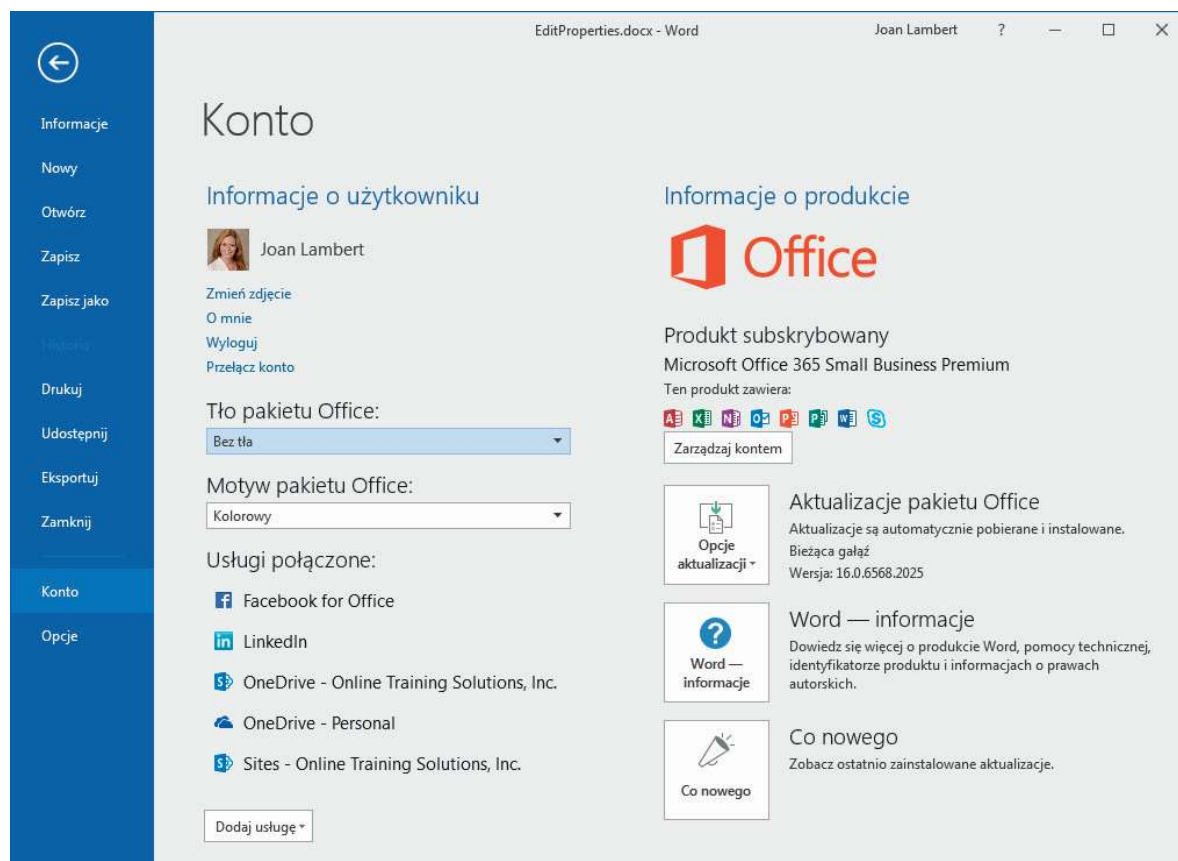 EditProperties.docx - Word
Joan Lambert
?
Informacje
Nowy
Otwórz
Zapisz
Zapisz jako
Historia
Drukuj
Udostępnij
Eksportuj
Zamknij
Konto
Opcje
Konto
Informacje o użytkowniku
Joan Lambert
Zmień zdjęcie
O mnie
Wyloguj
Przełącz konto
Tło pakietu Office:
Bez tła
Motyw pakietu Office:
Kolorowy
Usługi połączone:
Facebook for Office
LinkedIn
OneDrive - Online Training Solutions, Inc.
OneDrive - Personal
Sites - Online Training Solutions, Inc.
Dodaj usługę
Informacje o produkcie
Office
Produkt subskrybowany
Microsoft Office 365 Small Business Premium
Ten produkt zawiera:
Zarządzaj kontem
Opcje
aktualizacji
Aktualizacje pakietu Office
Aktualizacje są automatycznie pobierane i instalowane.
Bieżąca gałąź
Wersja: 16.0.6568.2025
Word —
informacje
Word — informacje
Dowiedz się więcej o produkcie Word, pomocy technicznej,
identyfikatorze produktu i informacjach o prawach
autorskich.
Co nowego
Co nowego
Zobacz ostatnio zainstalowane aktualizacje.